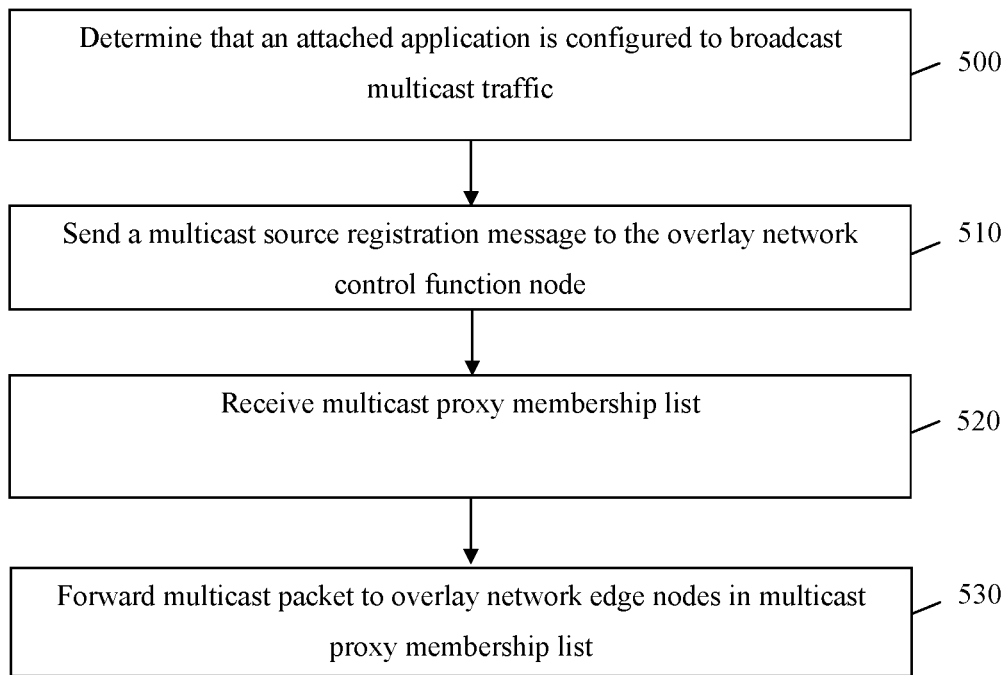 Determine that an attached application is configured to broadcast
multicast traffic
500
Send a multicast source registration message to the overlay network
control function node
510
Receive multicast proxy membership list
520
Forward multicast packet to overlay network edge nodes in multicast
proxy membership list
530